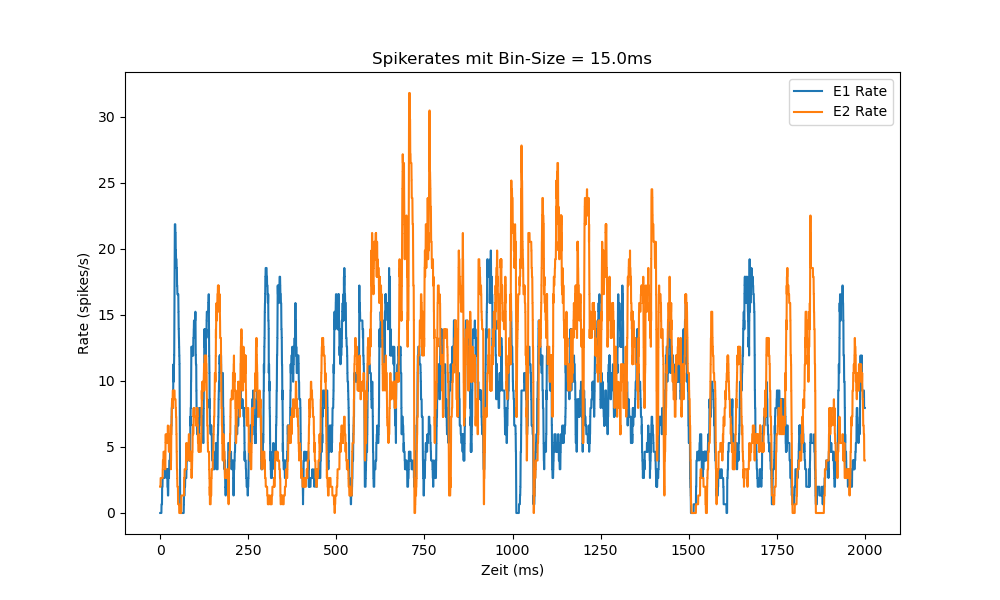 Spikerates mit Bin-Size = 15.0ms
E1 Rate
E2 Rate
Rate (spikes/s)
30
25
20
15
10
5
0
0 250 500 750 1000 1250 1500 1750 2000
Zeit (ms)